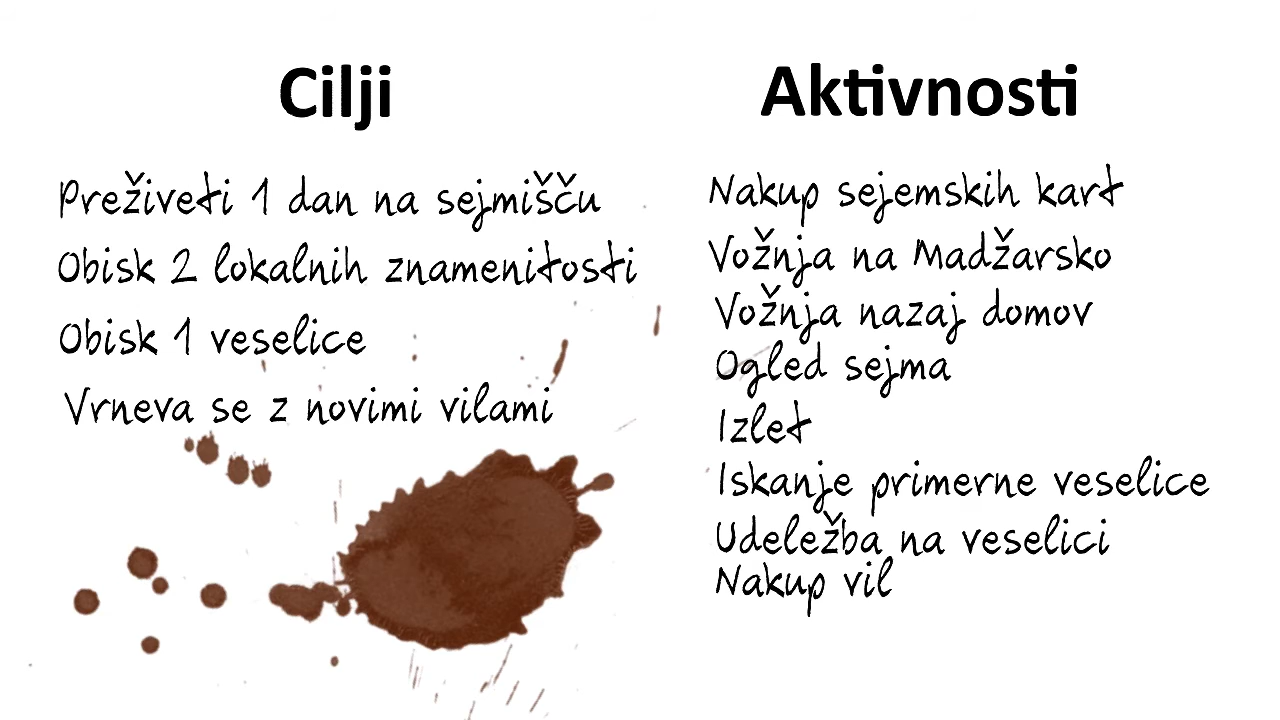 Cilji
Preživeti 1 dan na sejmišču
Obisk 2 lokalnih znamenitosti
Obisk 1 veselice
Vrneva se z novimi vilami
Aktivnosti
Nakup sejemskih kart
Vožnja na Madžarsko
Vožnja nazaj domov
Ogled sejma
Izlet
Iskanje primerne veselice
Udeležba na veselici
Nakup vil